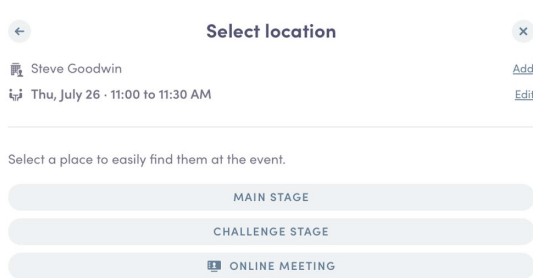 Select location
Steve Goodwin Add
Thu, July 26 · 11:00 to 11:30 AM Edit
Select a place to easily find them at the event.
MAIN STAGE
CHALLENGE STAGE
ONLINE MEETING